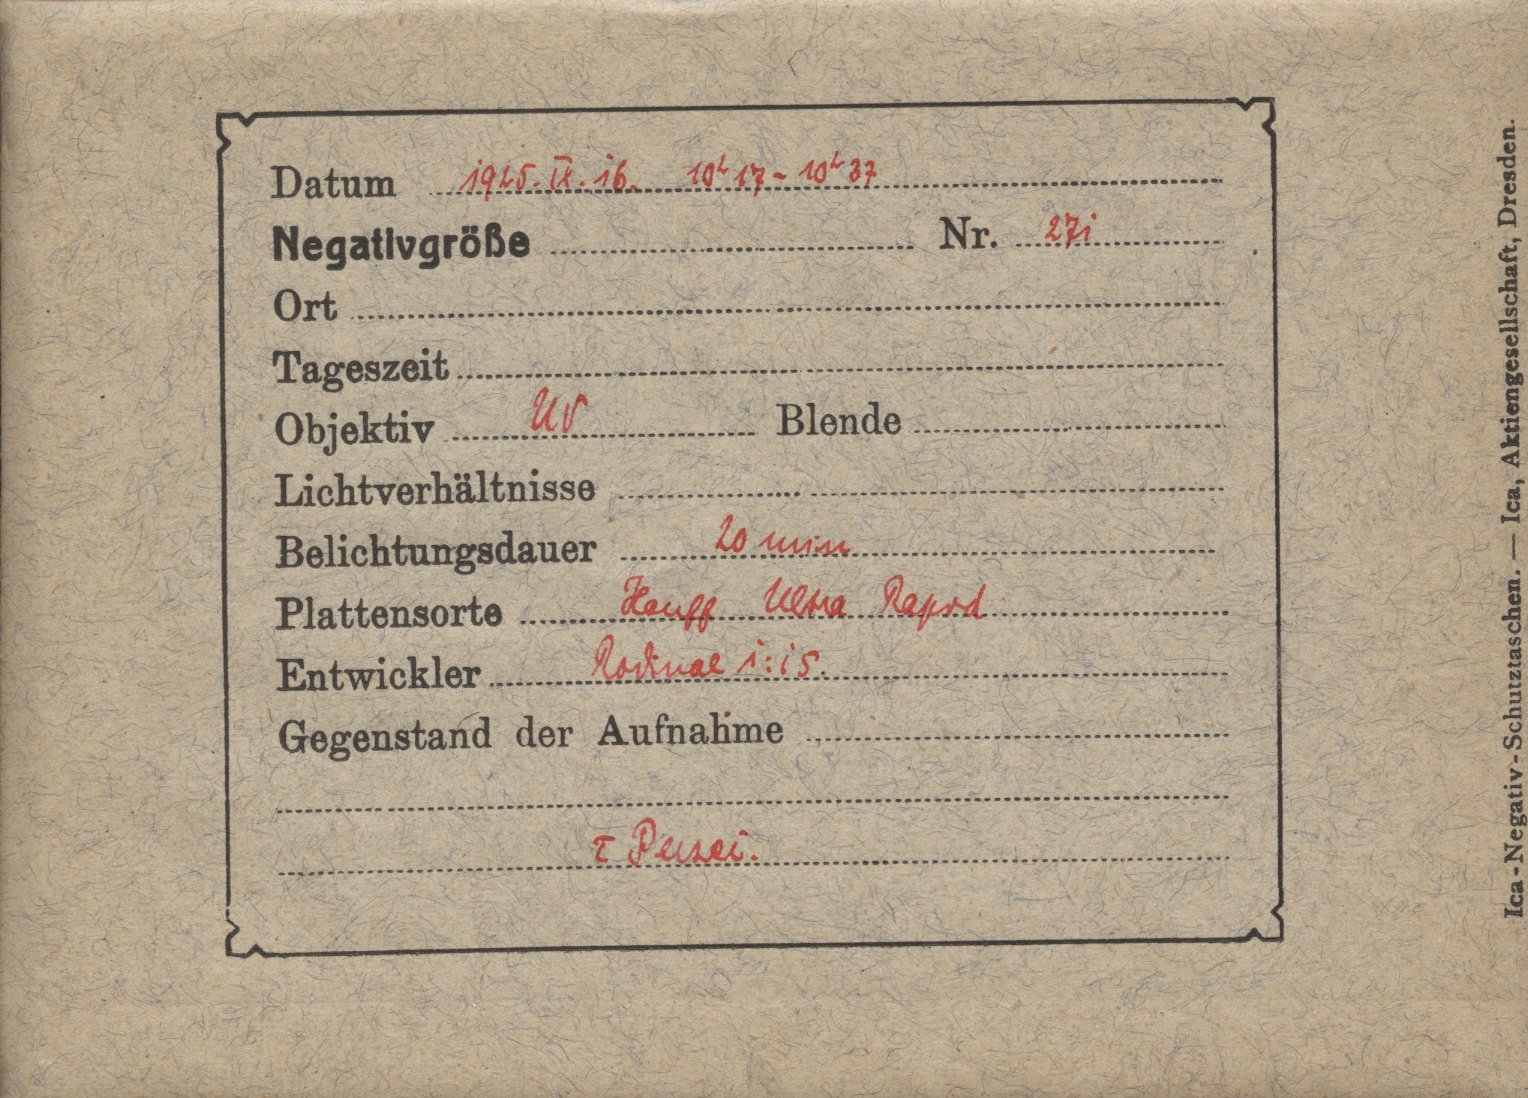 Datum 1925. IX. 16. 10h 17 - 10h 37
Negativgröße Nr. 271
Ort
Tageszeit
Objektiv UV Blende
Lichtverhältnisse
Belichtungsdauer 20 min
Plattensorte Hauff Ultra Rapid
Entwickler Rodinal 1:15.
Gegenstand der Aufnahme
τ Persei.
Ica-Negativ-Schutztaschen. — Ica, Aktiengesellschaft, Dresden.